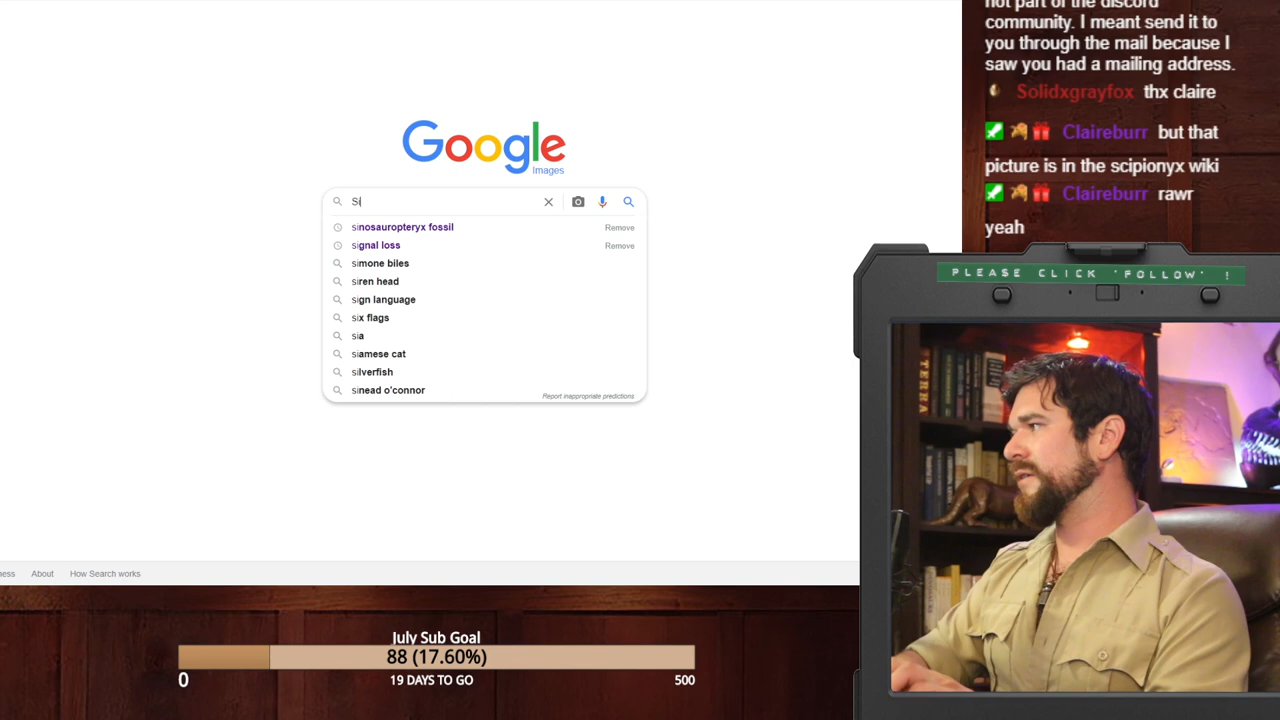 not part of the discord
community. I meant send it to
you through the mail because I
saw you had a mailing address.
Solidxgrayfox thx claire
Claireburr but that
picture is in the scipionyx wiki
Claireburr rawr
yeah
Google
Images
Si
sinosauropteryx fossil Remove
signal loss Remove
simone biles
siren head
sign language
six flags
sia
siamese cat
silverfish
sinead o'connor
Report inappropriate predictions
PLEASE CLICK 'FOLLOW' !
TERRA
About How Search works
July Sub Goal
88 (17.60%)
0 19 DAYS TO GO 500